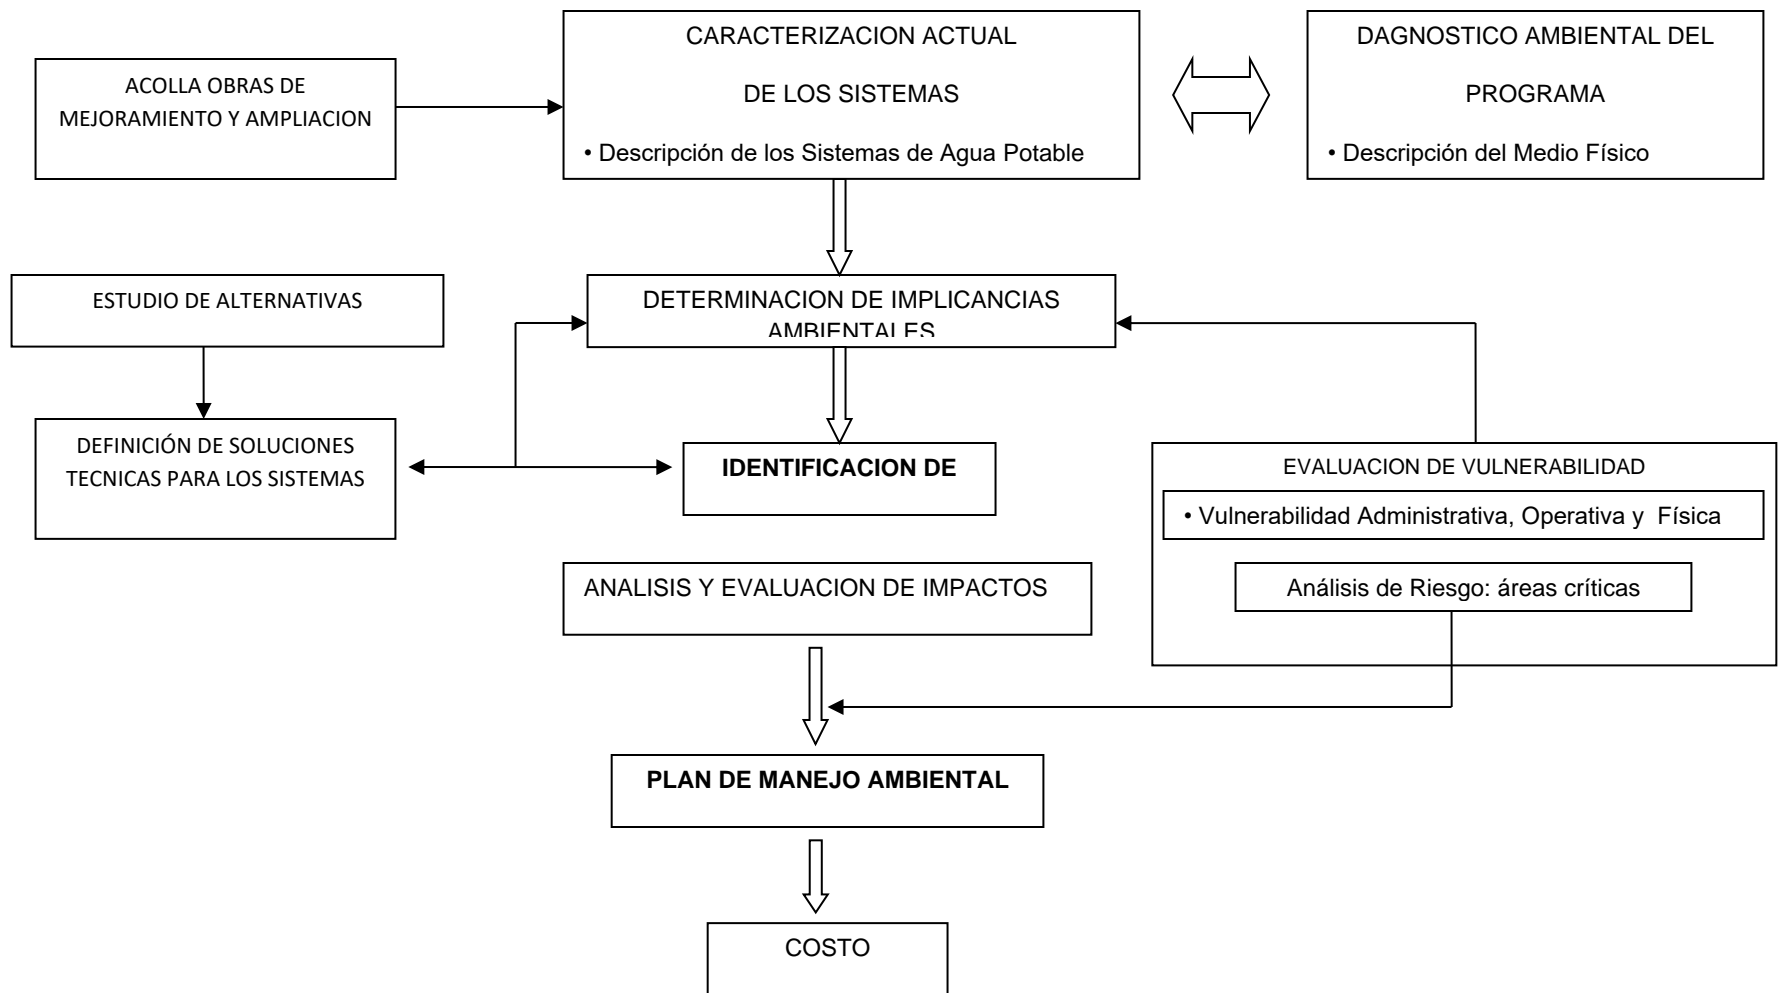 ACOLLA OBRAS DE
MEJORAMIENTO Y AMPLIACION
CARACTERIZACION ACTUAL
DE LOS SISTEMAS
• Descripción de los Sistemas de Agua Potable
DAGNOSTICO AMBIENTAL DEL
PROGRAMA
• Descripción del Medio Físico
ESTUDIO DE ALTERNATIVAS
DETERMINACION DE IMPLICANCIAS
AMBIENTALES
DEFINICIÓN DE SOLUCIONES
TECNICAS PARA LOS SISTEMAS
IDENTIFICACION DE
EVALUACION DE VULNERABILIDAD
• Vulnerabilidad Administrativa, Operativa y  Física
Análisis de Riesgo: áreas críticas
ANALISIS Y EVALUACION DE IMPACTOS
PLAN DE MANEJO AMBIENTAL
COSTO